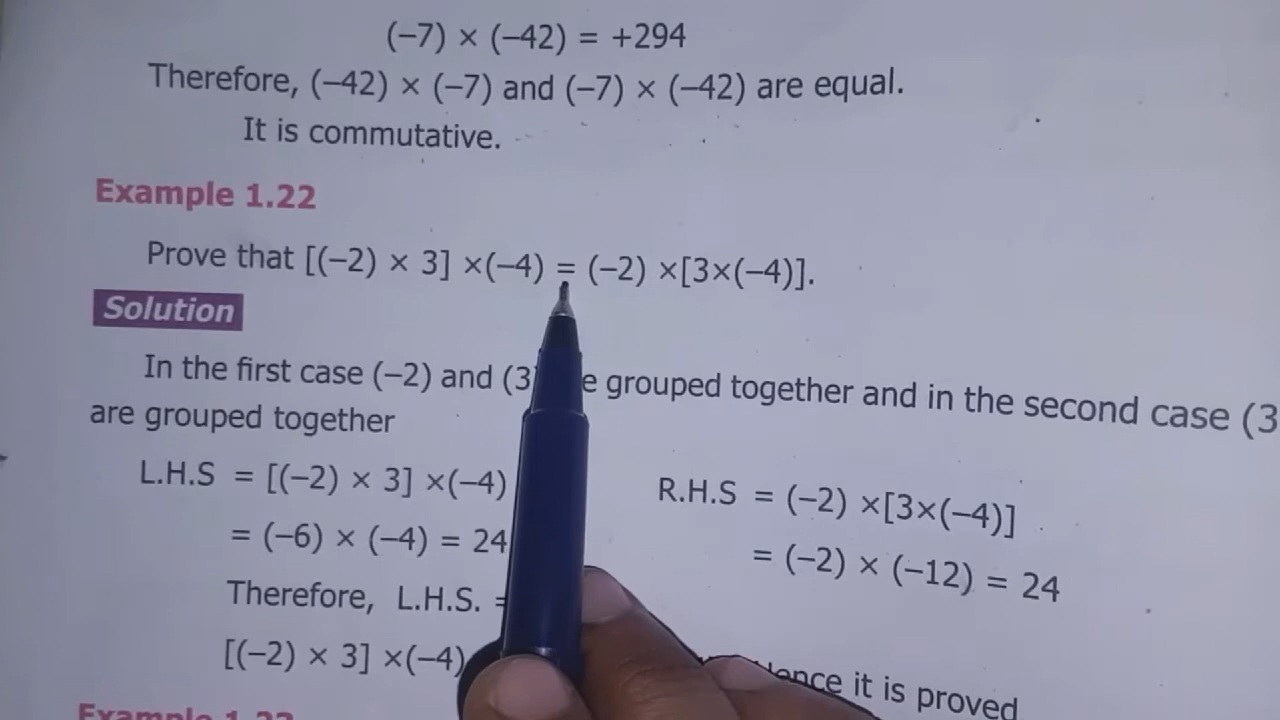 (–7) × (–42) = +294
Therefore, (–42) × (–7) and (–7) × (–42) are equal.
It is commutative.
Example 1.22
Prove that [(–2) × 3] ×(–4) = (–2) ×[3×(–4)].
Solution
In the first case (–2) and (3 grouped together and in the second case (3
are grouped together
L.H.S = [(–2) × 3] ×(–4)
= (–6) × (–4) = 24
R.H.S = (–2) ×[3×(–4)]
= (–2) × (–12) = 24
Therefore, L.H.S. =
[(–2) × 3] ×(–4) it is proved
Example